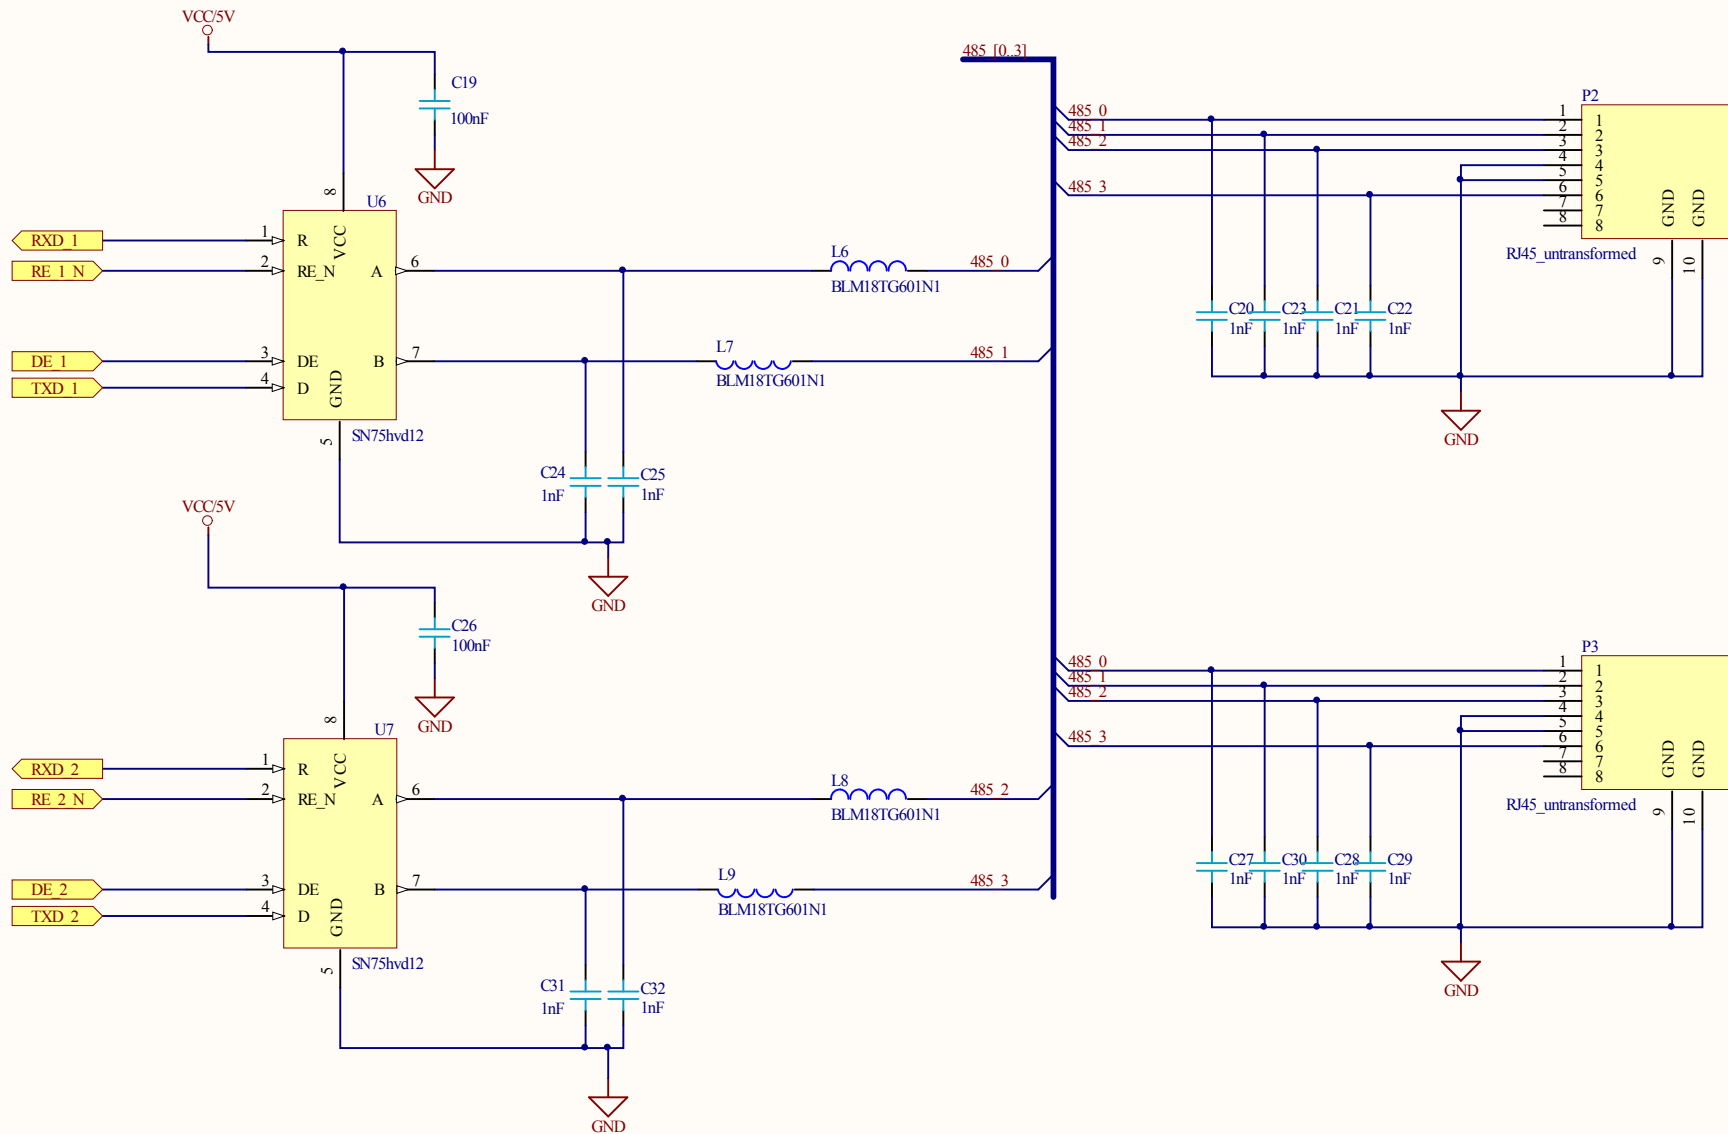 VCC/5V
C19
100nF
GND
8
U6
VCC
RXD_1
1
R
RE_1_N
2
RE_N
A
6
L6
BLM18TG601N1
485_0
DE_1
3
DE
B
7
L7
BLM18TG601N1
485_1
TXD_1
4
D
GND
5
SN75hvd12
C24
1nF
C25
1nF
GND
VCC/5V
C26
100nF
GND
8
U7
VCC
RXD_2
1
R
RE_2_N
2
RE_N
A
6
L8
BLM18TG601N1
485_2
DE_2
3
DE
B
7
L9
BLM18TG601N1
485_3
TXD_2
4
D
GND
5
SN75hvd12
C31
1nF
C32
1nF
GND
485_[0..3]
485_0
485_1
485_2
485_3
P2
1 1
2 2
3 3
4 4
5 5
6 6
7 7
8 8
GND GND
9 10
RJ45_untransformed
C20
1nF
C23
1nF
C21
1nF
C22
1nF
GND
485_0
485_1
485_2
485_3
P3
1 1
2 2
3 3
4 4
5 5
6 6
7 7
8 8
GND GND
9 10
RJ45_untransformed
C27
1nF
C30
1nF
C28
1nF
C29
1nF
GND